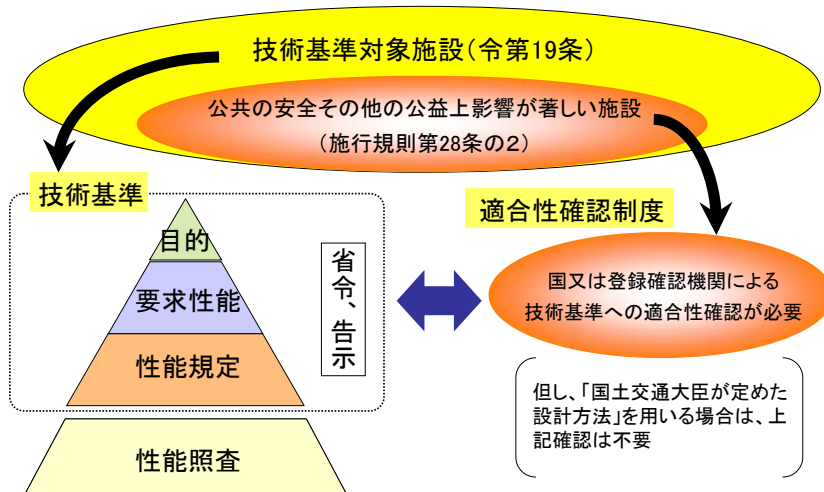 技術基準対象施設(令第19条)
公共の安全その他の公益上影響が著しい施設
(施行規則第28条の2)
技術基準
適合性確認制度
目的
要求性能
性能規定
性能照査
省令、告示
国又は登録確認機関による
技術基準への適合性確認が必要
但し、「国土交通大臣が定めた
設計方法」を用いる場合は、上
記確認は不要